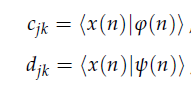 c_{jk} = ⟨x(n)|φ(n)⟩,
d_{jk} = ⟨x(n)|ψ(n)⟩